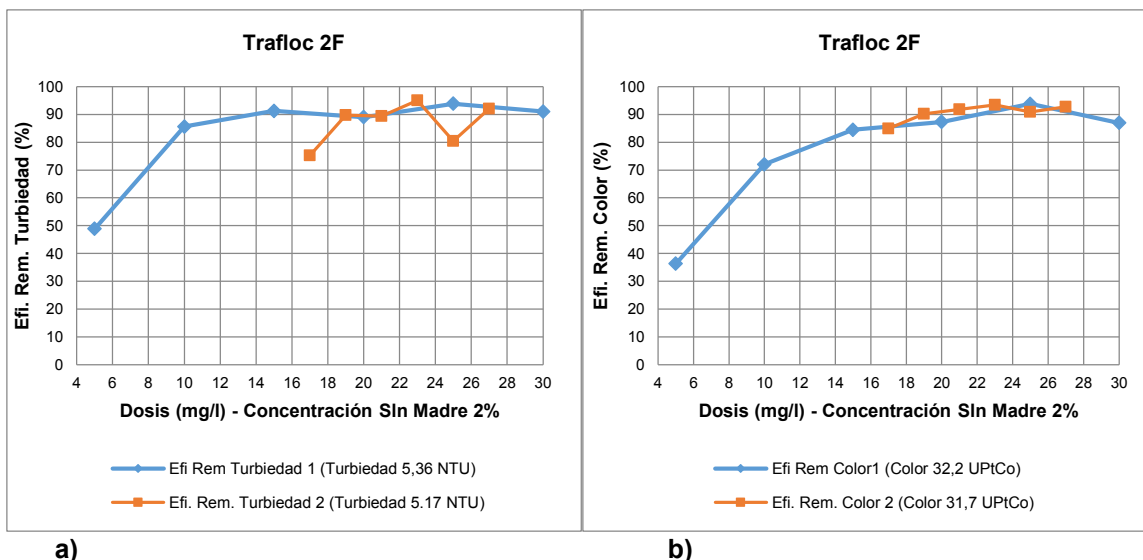 Trafloc 2F
Efi. Rem. Turbiedad (%)
100
90
80
70
60
50
40
30
20
10
0
4 6 8 10 12 14 16 18 20 22 24 26 28 30
Dosis (mg/l) - Concentración Sln Madre 2%
Efi Rem Turbiedad 1 (Turbiedad 5,36 NTU)
Efi. Rem. Turbiedad 2 (Turbiedad 5.17 NTU)
a)
Trafloc 2F
Efi. Rem. Color (%)
100
90
80
70
60
50
40
30
20
10
0
4 6 8 10 12 14 16 18 20 22 24 26 28 30
Dosis (mg/l) - Concentración Sln Madre 2%
Efi Rem Color1 (Color 32,2 UPtCo)
Efi. Rem. Color 2 (Color 31,7 UPtCo)
b)